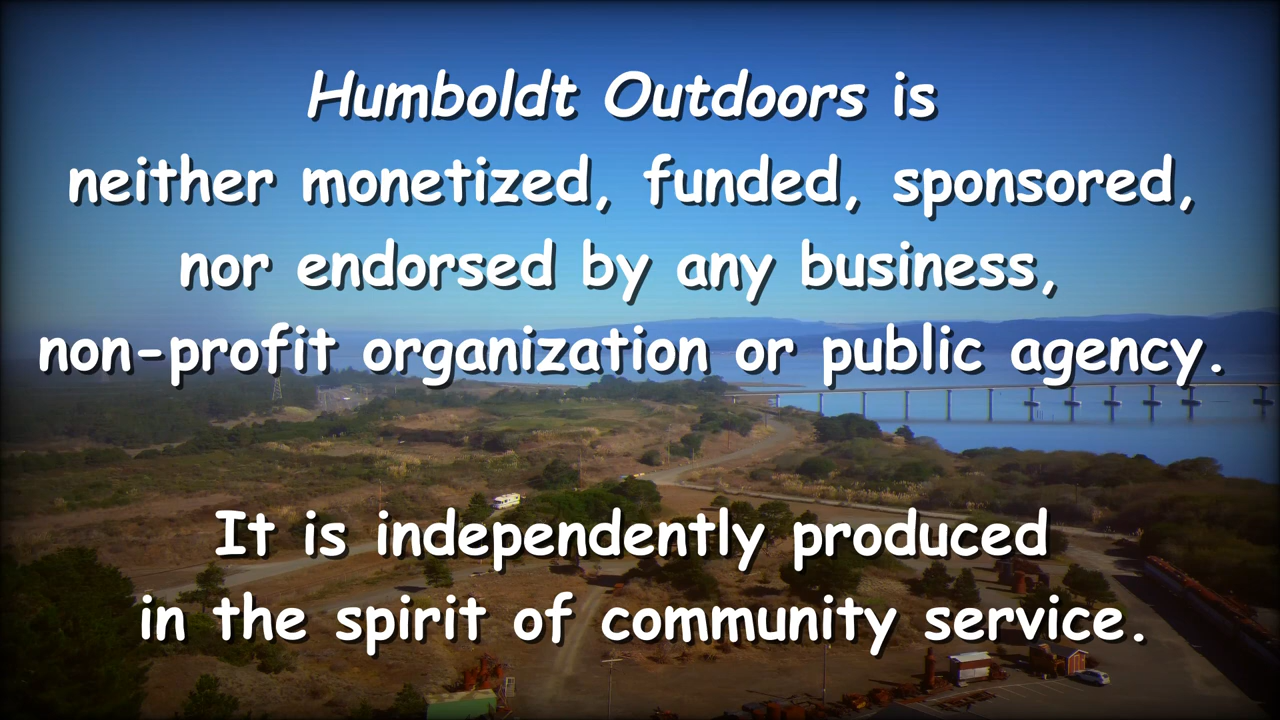 Humboldt Outdoors is
neither monetized, funded, sponsored,
nor endorsed by any business,
non-profit organization or public agency.
It is independently produced
in the spirit of community service.